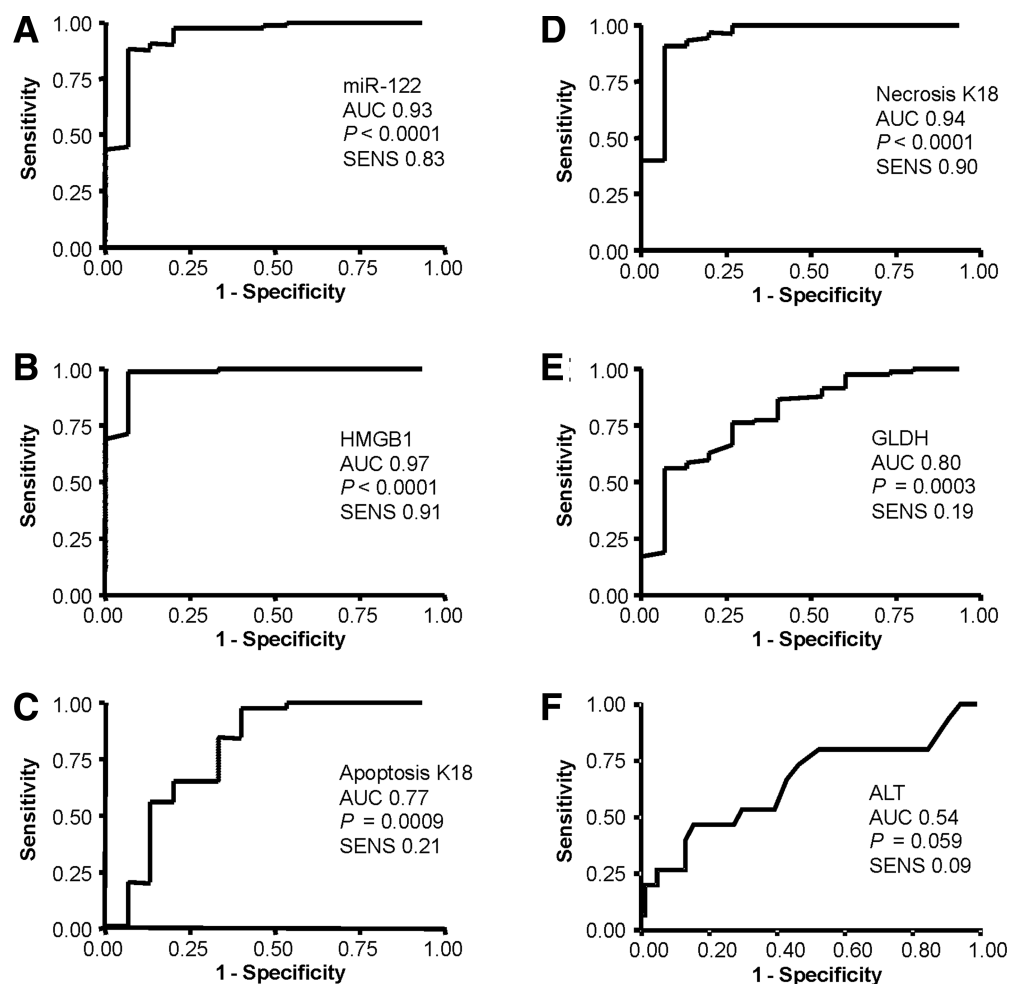 A
Sensitivity
1.00
0.75
0.50
0.25
0.00
miR-122
AUC 0.93
P < 0.0001
SENS 0.83
0.00 0.25 0.50 0.75 1.00
1 - Specificity
B
Sensitivity
1.00
0.75
0.50
0.25
0.00
HMGB1
AUC 0.97
P < 0.0001
SENS 0.91
0.00 0.25 0.50 0.75 1.00
1 - Specificity
C
Sensitivity
1.00
0.75
0.50
0.25
0.00
Apoptosis K18
AUC 0.77
P = 0.0009
SENS 0.21
0.00 0.25 0.50 0.75 1.00
1 - Specificity
D
Sensitivity
1.00
0.75
0.50
0.25
0.00
Necrosis K18
AUC 0.94
P < 0.0001
SENS 0.90
0.00 0.25 0.50 0.75 1.00
1 - Specificity
E
Sensitivity
1.00
0.75
0.50
0.25
0.00
GLDH
AUC 0.80
P = 0.0003
SENS 0.19
0.00 0.25 0.50 0.75 1.00
1 - Specificity
F
Sensitivity
1.00
0.75
0.50
0.25
0.00
ALT
AUC 0.54
P = 0.059
SENS 0.09
0.00 0.20 0.40 0.60 0.80 1.00
1 - Specificity